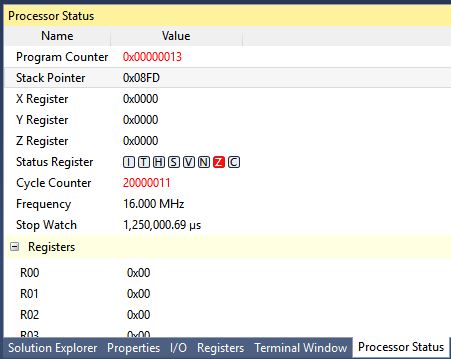 Processor Status
Name Value
Program Counter 0x00000013
Stack Pointer 0x08FD
X Register 0x0000
Y Register 0x0000
Z Register 0x0000
Status Register I T H S V N Z C
Cycle Counter 20000011
Frequency 16.000 MHz
Stop Watch 1,250,000.69 µs
Registers
R00 0x00
R01 0x00
R02 0x00
R03 0x00
Solution Explorer Properties I/O Registers Terminal Window Processor Status